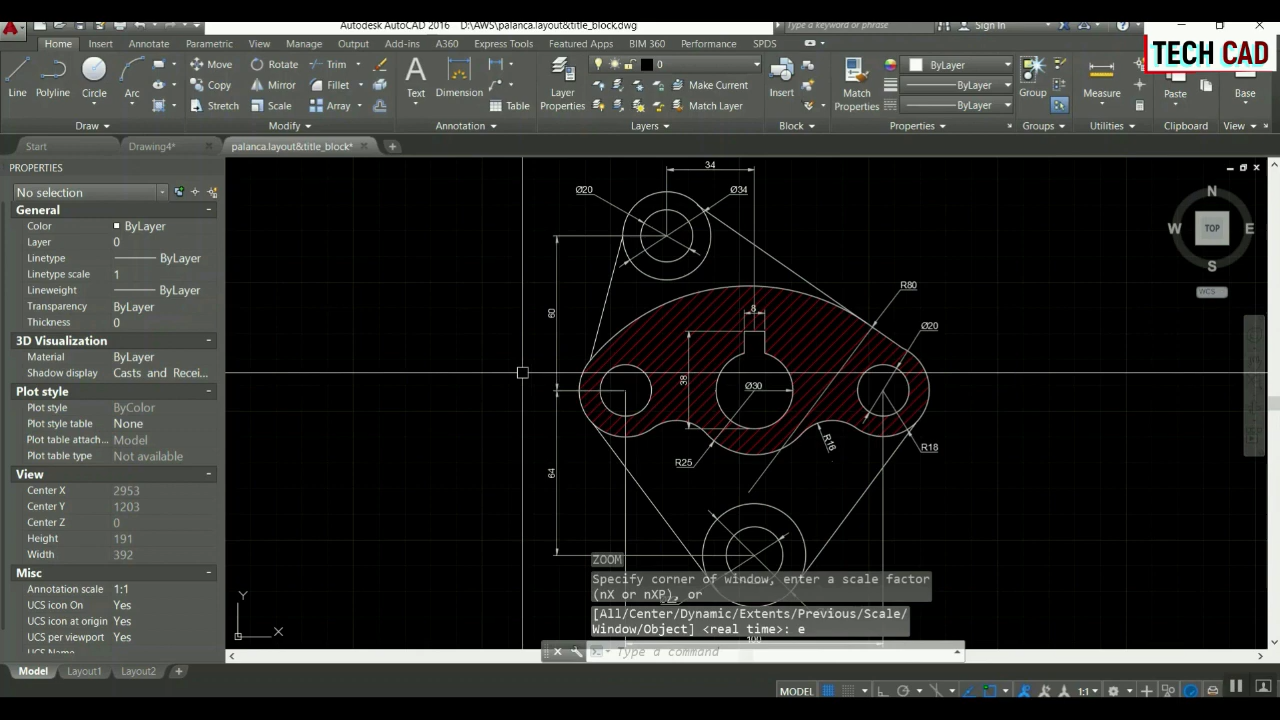 Autodesk AutoCAD 2016 D:\AWS\palanca.layout&title_block.dwg
Type a keyword or phrase
Sign In
TECH CAD
Home Insert Annotate Parametric View Manage Output Add-ins A360 Express Tools Featured Apps BIM 360 Performance SPDS
Move Rotate Trim
Copy Mirror Fillet
Stretch Scale Array
Line Polyline Circle Arc
Text Dimension Table
Layer Properties
0
Make Current
Match Layer
Insert
Match Properties
ByLayer
ByLayer
ByLayer
Group Measure Paste Base
Draw Modify Annotation Layers Block Properties Groups Utilities Clipboard View
Start Drawing4* palanca.layout&title_block*
PROPERTIES
No selection
General
Color ByLayer
Layer 0
Linetype ByLayer
Linetype scale 1
Lineweight ByLayer
Transparency ByLayer
Thickness 0
3D Visualization
Material ByLayer
Shadow display Casts and Recei...
Plot style
Plot style ByColor
Plot style table None
Plot table attach... Model
Plot table type Not available
View
Center X 2953
Center Y 1203
Center Z 0
Height 191
Width 392
Misc
Annotation scale 1:1
UCS icon On Yes
UCS icon at origin Yes
UCS per viewport Yes
UCS Name
34
Ø20
Ø34
60
R80
8
Ø20
38
Ø30
R16
R18
R25
64
100
N
W TOP E
S
WCS
Y
X
ZOOM
Specify corner of window, enter a scale factor
(nX or nXP), or
[All/Center/Dynamic/Extents/Previous/Scale/
Window/Object] <real time>: e
Type a command
Model Layout1 Layout2
MODEL
1:1